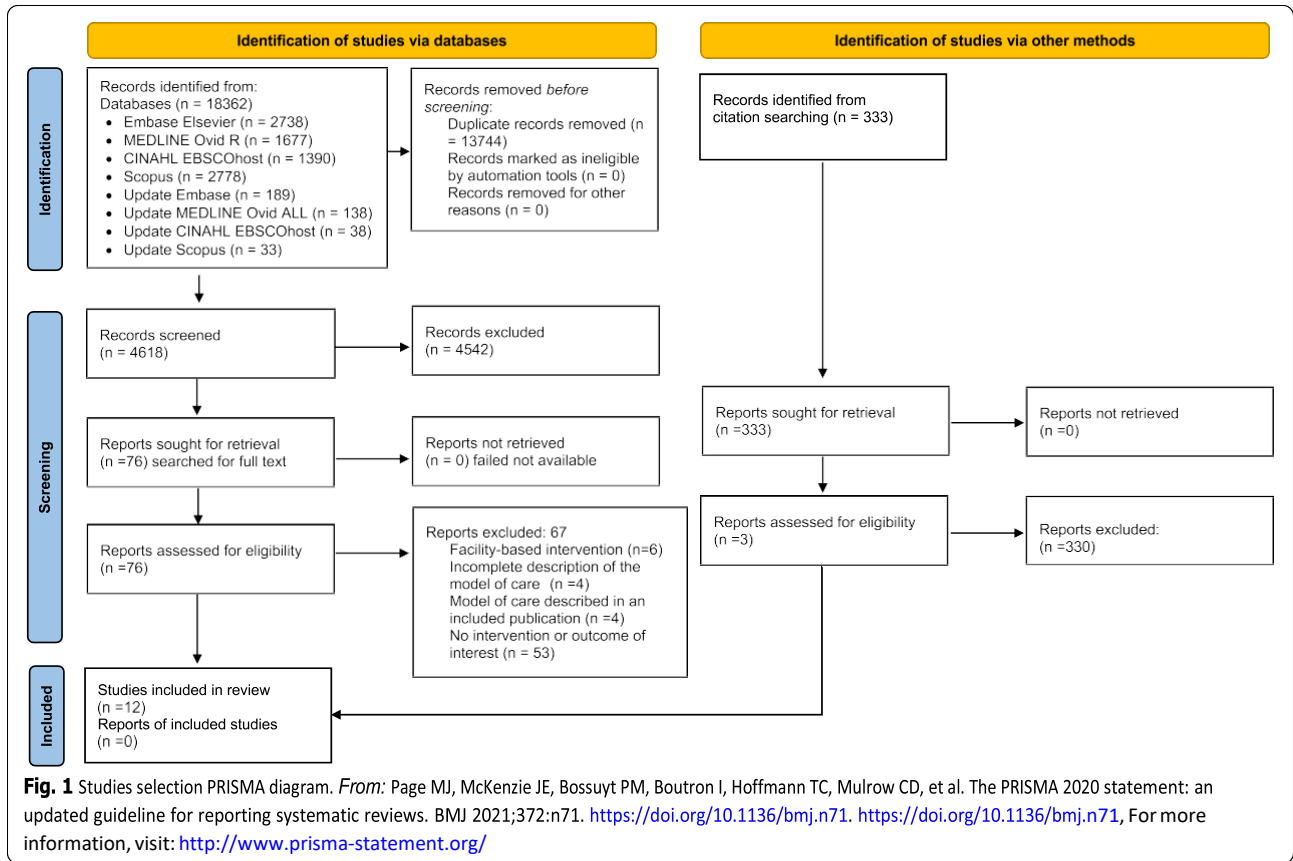 Identification of studies via databases
Identification of studies via other methods
Identification
Records identified from:
Databases (n = 18362)
• Embase Elsevier (n = 2738)
• MEDLINE Ovid R (n = 1677)
• CINAHL EBSCOhost (n = 1390)
• Scopus (n = 2778)
• Update Embase (n = 189)
• Update MEDLINE Ovid ALL (n = 138)
• Update CINAHL EBSCOhost (n = 38)
• Update Scopus (n = 33)
Records removed before
screening:
Duplicate records removed (n
= 13744)
Records marked as ineligible
by automation tools (n = 0)
Records removed for other
reasons (n = 0)
Records identified from
citation searching (n = 333)
Screening
Records screened
(n = 4618)
Records excluded
(n = 4542)
Reports sought for retrieval
(n =76) searched for full text
Reports not retrieved
(n = 0) failed not available
Reports sought for retrieval
(n =333)
Reports not retrieved
(n =0)
Reports assessed for eligibility
(n =76)
Reports excluded: 67
Facility-based intervention (n=6)
Incomplete description of the
model of care (n =4)
Model of care described in an
included publication (n =4)
No intervention or outcome of
interest (n = 53)
Reports assessed for eligibility
(n =3)
Reports excluded:
(n =330)
Included
Studies included in review
(n =12)
Reports of included studies
(n =0)
Fig. 1 Studies selection PRISMA diagram. From: Page MJ, McKenzie JE, Bossuyt PM, Boutron I, Hoffmann TC, Mulrow CD, et al. The PRISMA 2020 statement: an
updated guideline for reporting systematic reviews. BMJ 2021;372:n71. https://doi.org/10.1136/bmj.n71. https://doi.org/10.1136/bmj.n71, For more
information, visit: http://www.prisma-statement.org/